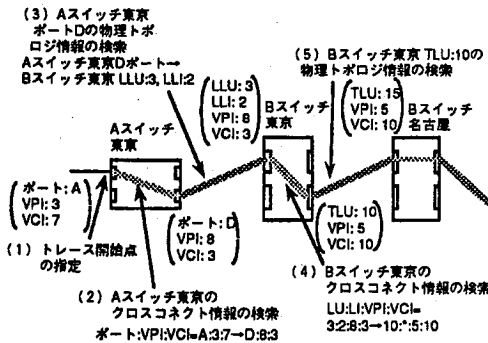 (3) Aスイッチ東京
ポートDの物理トポ
ロジ情報の検索
Aスイッチ東京Dポート→
Bスイッチ東京 LLU:3, LLI:2
LLU: 3
LLI: 2
VPI: 8
VCI: 3
(5) Bスイッチ東京 TLU:10の
物理トポロジ情報の検索
TLU: 15
VPI: 5
VCI: 10
Aスイッチ
東京
Bスイッチ
東京
Bスイッチ
名古屋
ポート: A
VPI: 3
VCI: 7
(1) トレース開始点
の指定
ポート: D
VPI: 8
VCI: 3
TLU: 10
VPI: 5
VCI: 10
(2) Aスイッチ東京の
クロスコネクト情報の検索
ポート:VPI:VCI=A:3:7→D:8:3
(4) Bスイッチ東京の
クロスコネクト情報の検索
LU:LI:VPI:VCI=
3:2:8:3→10:*:5:10